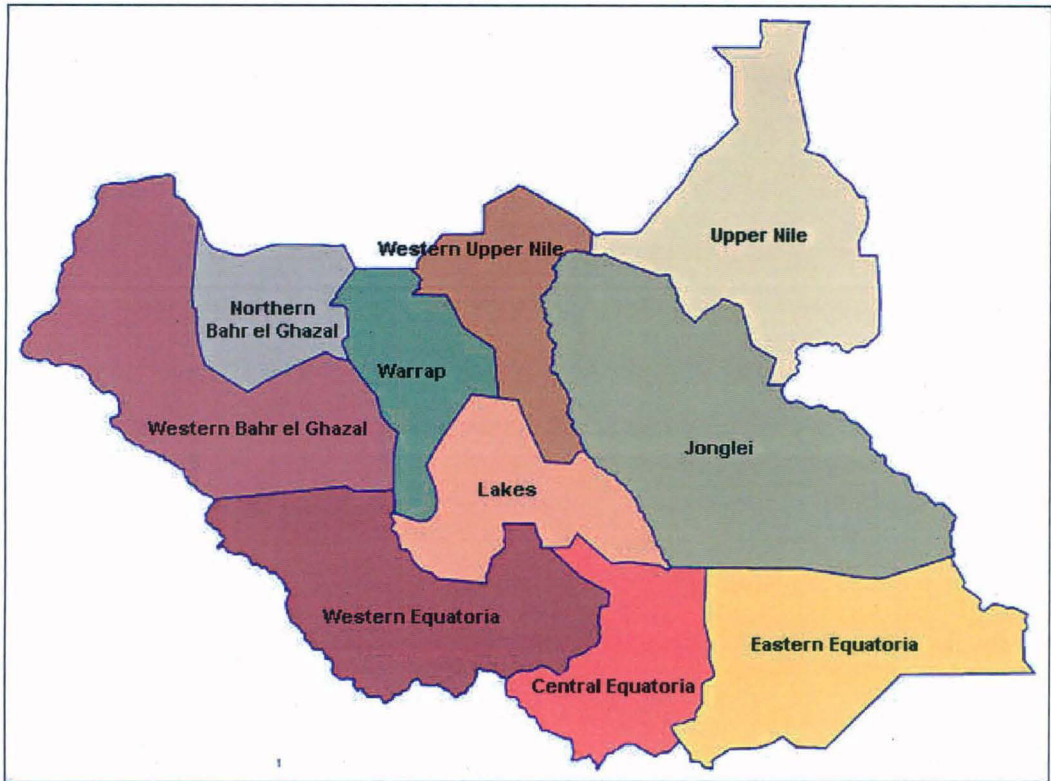 Upper Nile
Western Upper Nile
Northern
Bahr el Ghazal
Warrap
Western Bahr el Ghazal
Jonglei
Lakes
Western Equatoria
Eastern Equatoria
Central Equatoria
1